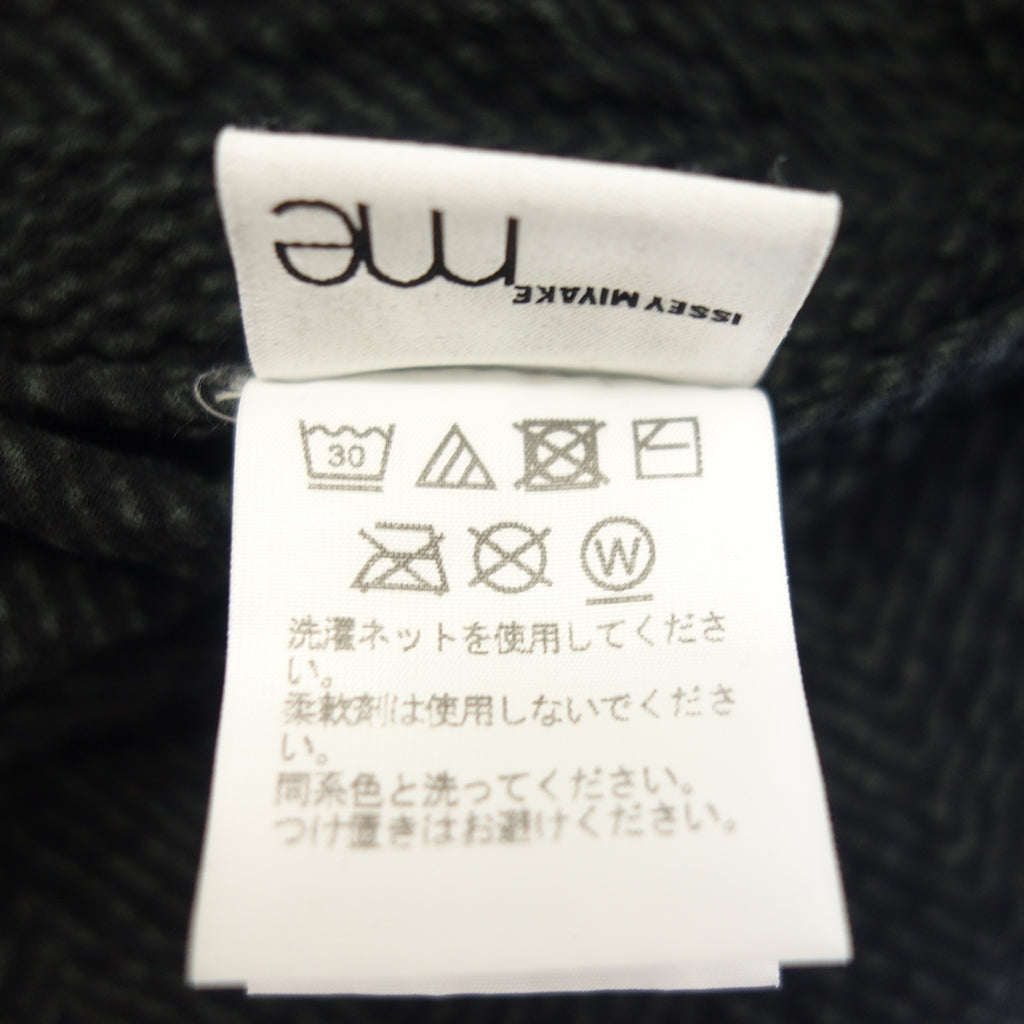 me
ISSEY MIYAKE
30
W
洗濯ネットを使用してくださ
い。
柔軟剤は使用しないでくださ
い。
同系色と洗ってください。
つけ置きはお避けください。